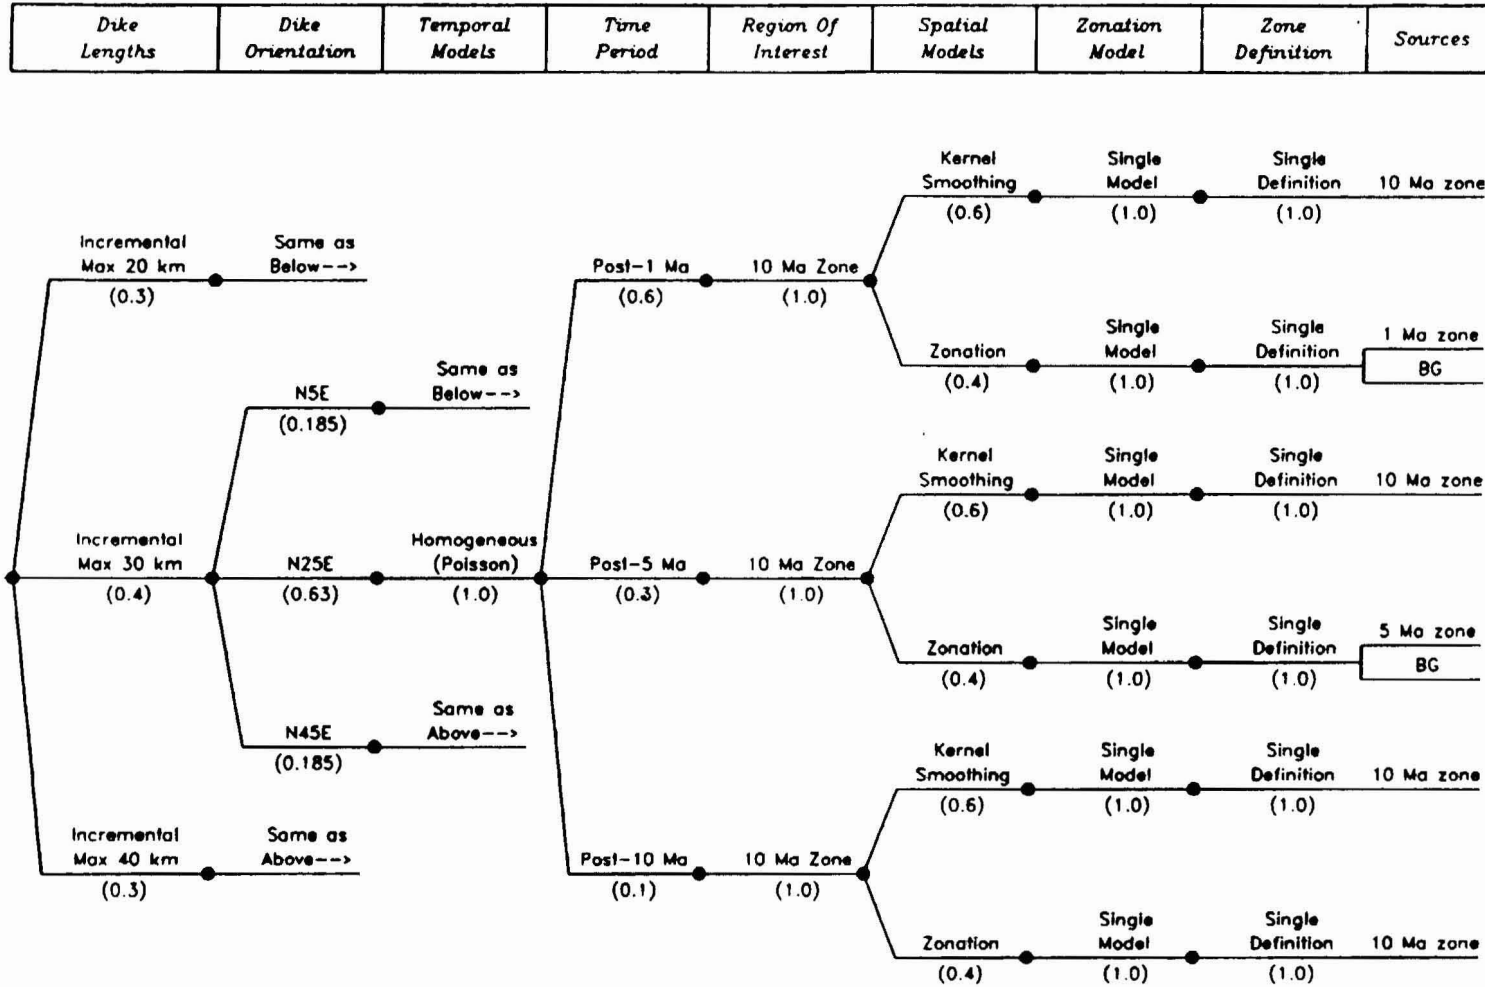 Dike Lengths
Dike Orientation
Temporal Models
Time Period
Region Of Interest
Spatial Models
Zonation Model
Zone Definition
Sources
Incremental
Max 20 km
(0.3)
Same as
Below-->
Incremental
Max 30 km
(0.4)
Incremental
Max 40 km
(0.3)
Same as
Above-->
N5E
(0.185)
Same as
Below-->
N25E
(0.63)
Homogeneous
(Poisson)
(1.0)
N45E
(0.185)
Same as
Above-->
Post-1 Ma
(0.6)
10 Ma Zone
(1.0)
Kernel
Smoothing
(0.6)
Single
Model
(1.0)
Single
Definition
(1.0)
10 Ma zone
Zonation
(0.4)
Single
Model
(1.0)
Single
Definition
(1.0)
1 Ma zone
BG
Post-5 Ma
(0.3)
10 Ma Zone
(1.0)
Kernel
Smoothing
(0.6)
Single
Model
(1.0)
Single
Definition
(1.0)
10 Ma zone
Zonation
(0.4)
Single
Model
(1.0)
Single
Definition
(1.0)
5 Ma zone
BG
Post-10 Ma
(0.1)
10 Ma Zone
(1.0)
Kernel
Smoothing
(0.6)
Single
Model
(1.0)
Single
Definition
(1.0)
10 Ma zone
Zonation
(0.4)
Single
Model
(1.0)
Single
Definition
(1.0)
10 Ma zone